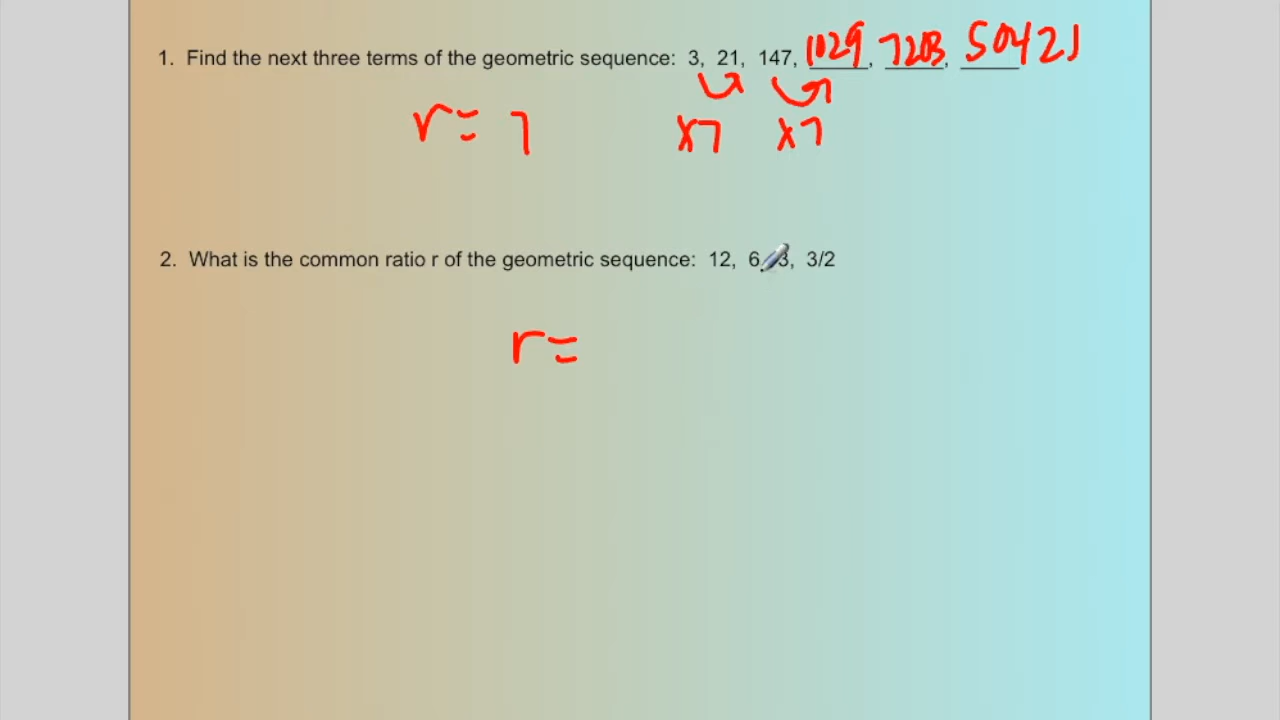 1. Find the next three terms of the geometric sequence: 3, 21, 147, 1029, 7203, 50421
r = 7 x7 x7
2. What is the common ratio r of the geometric sequence: 12, 6, 3, 3/2
r =